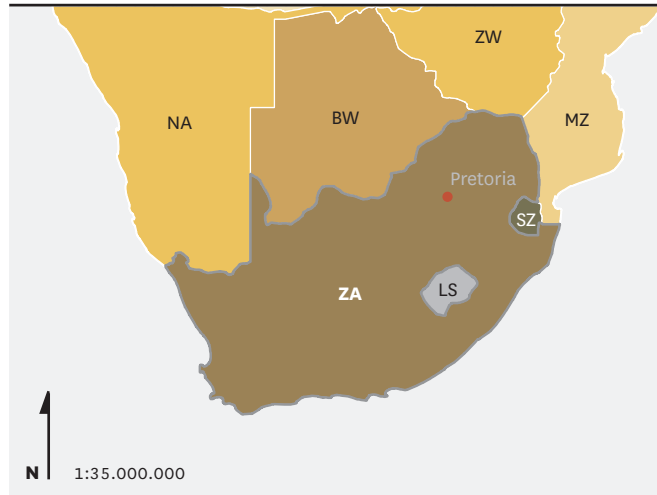 ZW
NA
BW
MZ
Pretoria
SZ
ZA
LS
N 1:35.000.000